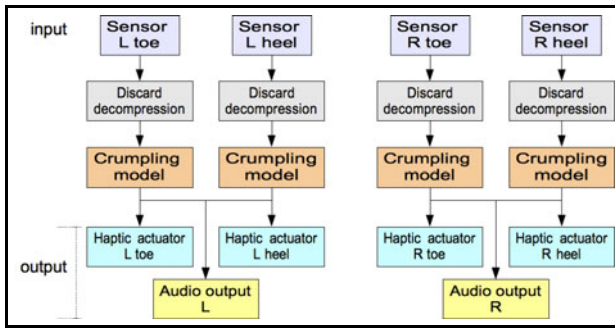 input
Sensor
L toe
Sensor
L heel
Sensor
R toe
Sensor
R heel
Discard
decompression
Discard
decompression
Discard
decompression
Discard
decompression
Crumpling
model
Crumpling
model
Crumpling
model
Crumpling
model
output
Haptic actuator
L toe
Haptic actuator
L heel
Haptic actuator
R toe
Haptic actuator
R heel
Audio output
L
Audio output
R